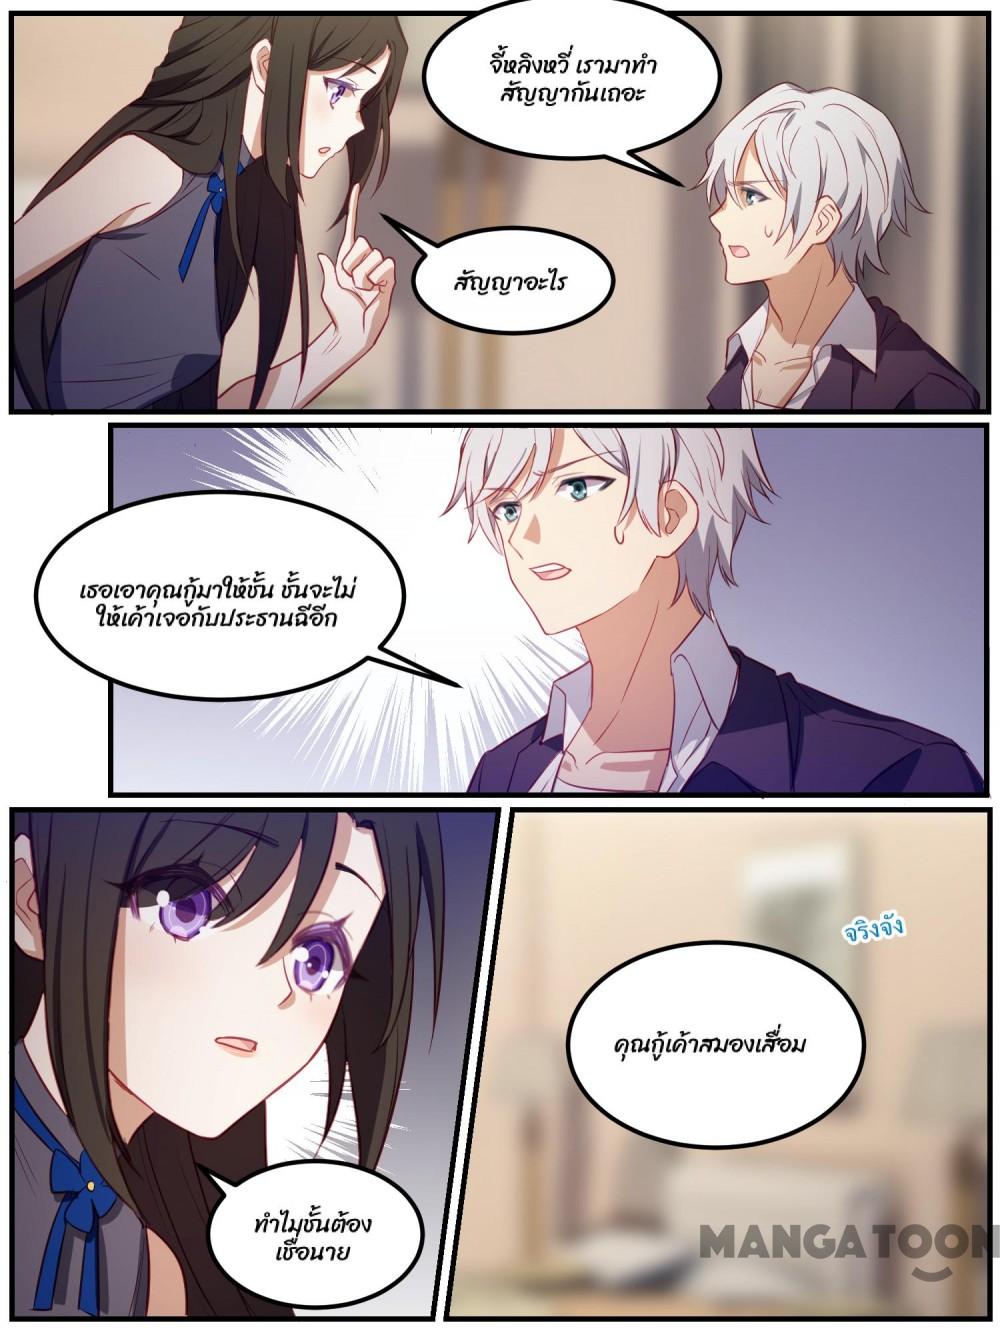 จี้หลิงหวี่ เรามาทำ
สัญญากันเถอะ
สัญญาอะไร
เธอเอาคุณกู้มาให้ชั้น ชั้นจะไม่
ให้เค้าเจอกับประธานฉีอีก
ทำไมชั้นต้อง
เชื่อนาย
จริงจัง
คุณกู้เค้าสมองเสื่อม
MANGATOON